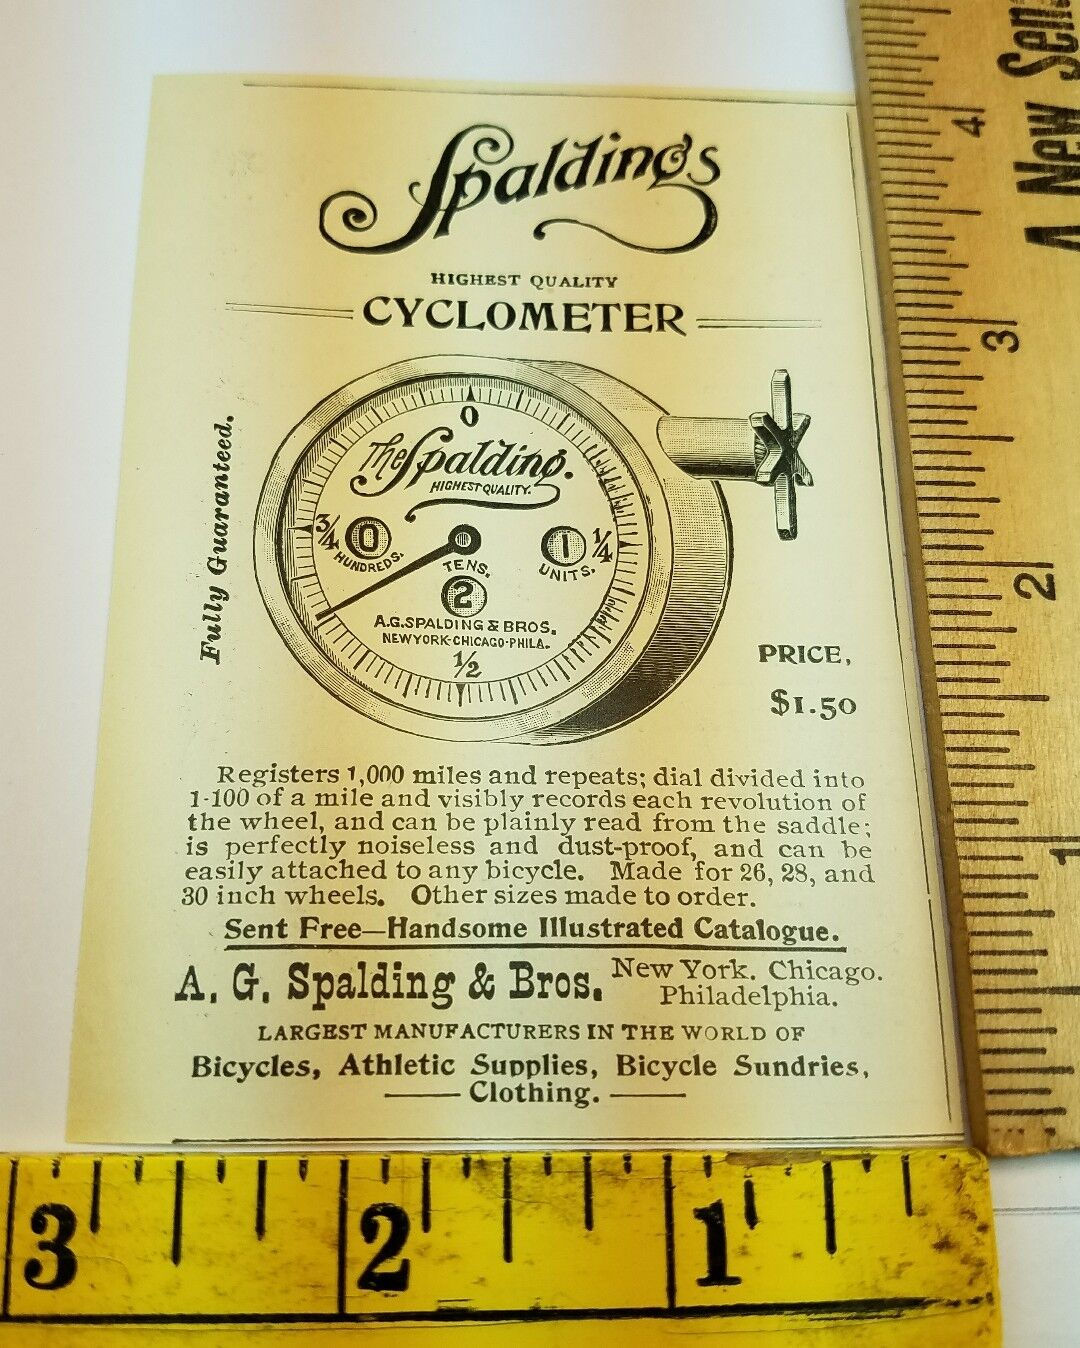 Spaldings
HIGHEST QUALITY
CYCLOMETER
Fully Guaranteed.
0
The Spalding.
HIGHEST QUALITY.
3/4
0
HUNDREDS.
TENS.
2
1
UNITS.
1/4
A.G.SPALDING & BROS.
NEW YORK-CHICAGO-PHILA.
1/2
PRICE,
$1.50
Registers 1,000 miles and repeats; dial divided into
1-100 of a mile and visibly records each revolution of
the wheel, and can be plainly read from the saddle;
is perfectly noiseless and dust-proof, and can be
easily attached to any bicycle. Made for 26, 28, and
30 inch wheels. Other sizes made to order.
Sent Free—Handsome Illustrated Catalogue.
A. G. Spalding & Bros. New York. Chicago.
Philadelphia.
LARGEST MANUFACTURERS IN THE WORLD OF
Bicycles, Athletic Supplies, Bicycle Sundries,
Clothing.
A New
4
3
2
1
3 2 1